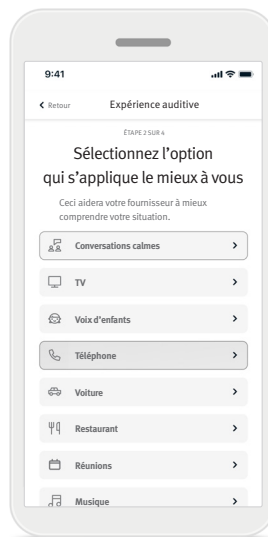 9:41
Retour
Expérience auditive
ÉTAPE 2 SUR 4
Sélectionnez l'option
qui s'applique le mieux à vous
Ceci aidera votre fournisseur à mieux
comprendre votre situation.
Conversations calmes
TV
Voix d'enfants
Téléphone
Voiture
Restaurant
Réunions
Musique